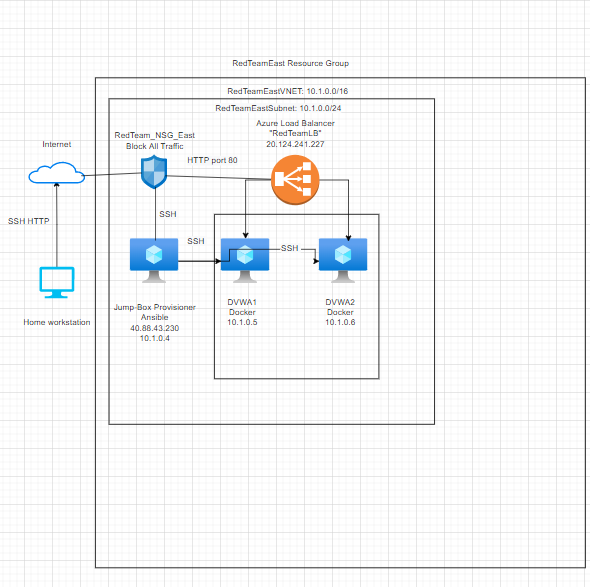 RedTeamEast Resource Group
RedTeamEastVNET: 10.1.0.0/16
RedTeamEastSubnet: 10.1.0.0/24
Azure Load Balancer
"RedTeamLB"
20.124.241.227
RedTeam_NSG_East
Block All Traffic
Internet
HTTP port 80
SSH
SSH HTTP
SSH
SSH
Home workstation
Jump-Box Provisioner
Ansible
40.88.43.230
10.1.0.4
DVWA1
Docker
10.1.0.5
DVWA2
Docker
10.1.0.6